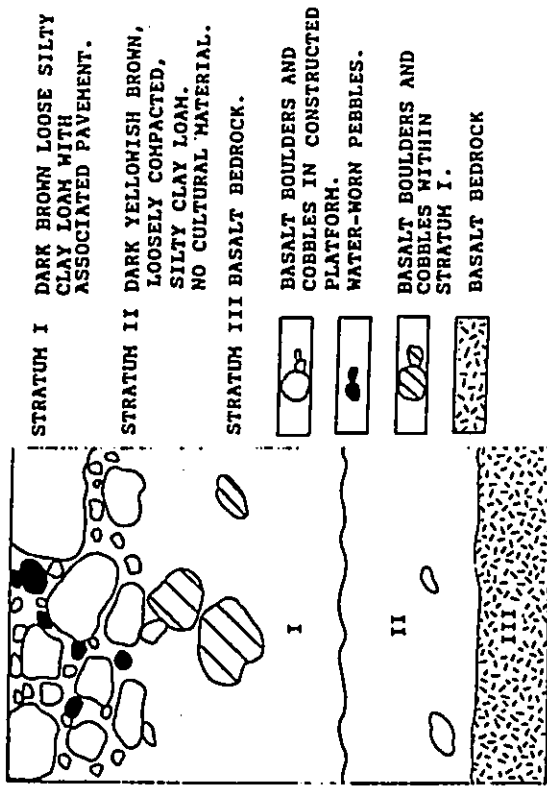 STRATUM I DARK BROWN LOOSE SILTY
CLAY LOAM WITH
ASSOCIATED PAVEMENT.
STRATUM II DARK YELLOWISH BROWN,
LOOSELY COMPACTED,
SILTY CLAY LOAM.
NO CULTURAL MATERIAL.
STRATUM III BASALT BEDROCK.
BASALT BOULDERS AND
COBBLES IN CONSTRUCTED
PLATFORM.
WATER-WORN PEBBLES.
BASALT BOULDERS AND
COBBLES WITHIN
STRATUM I.
BASALT BEDROCK
I
II
III